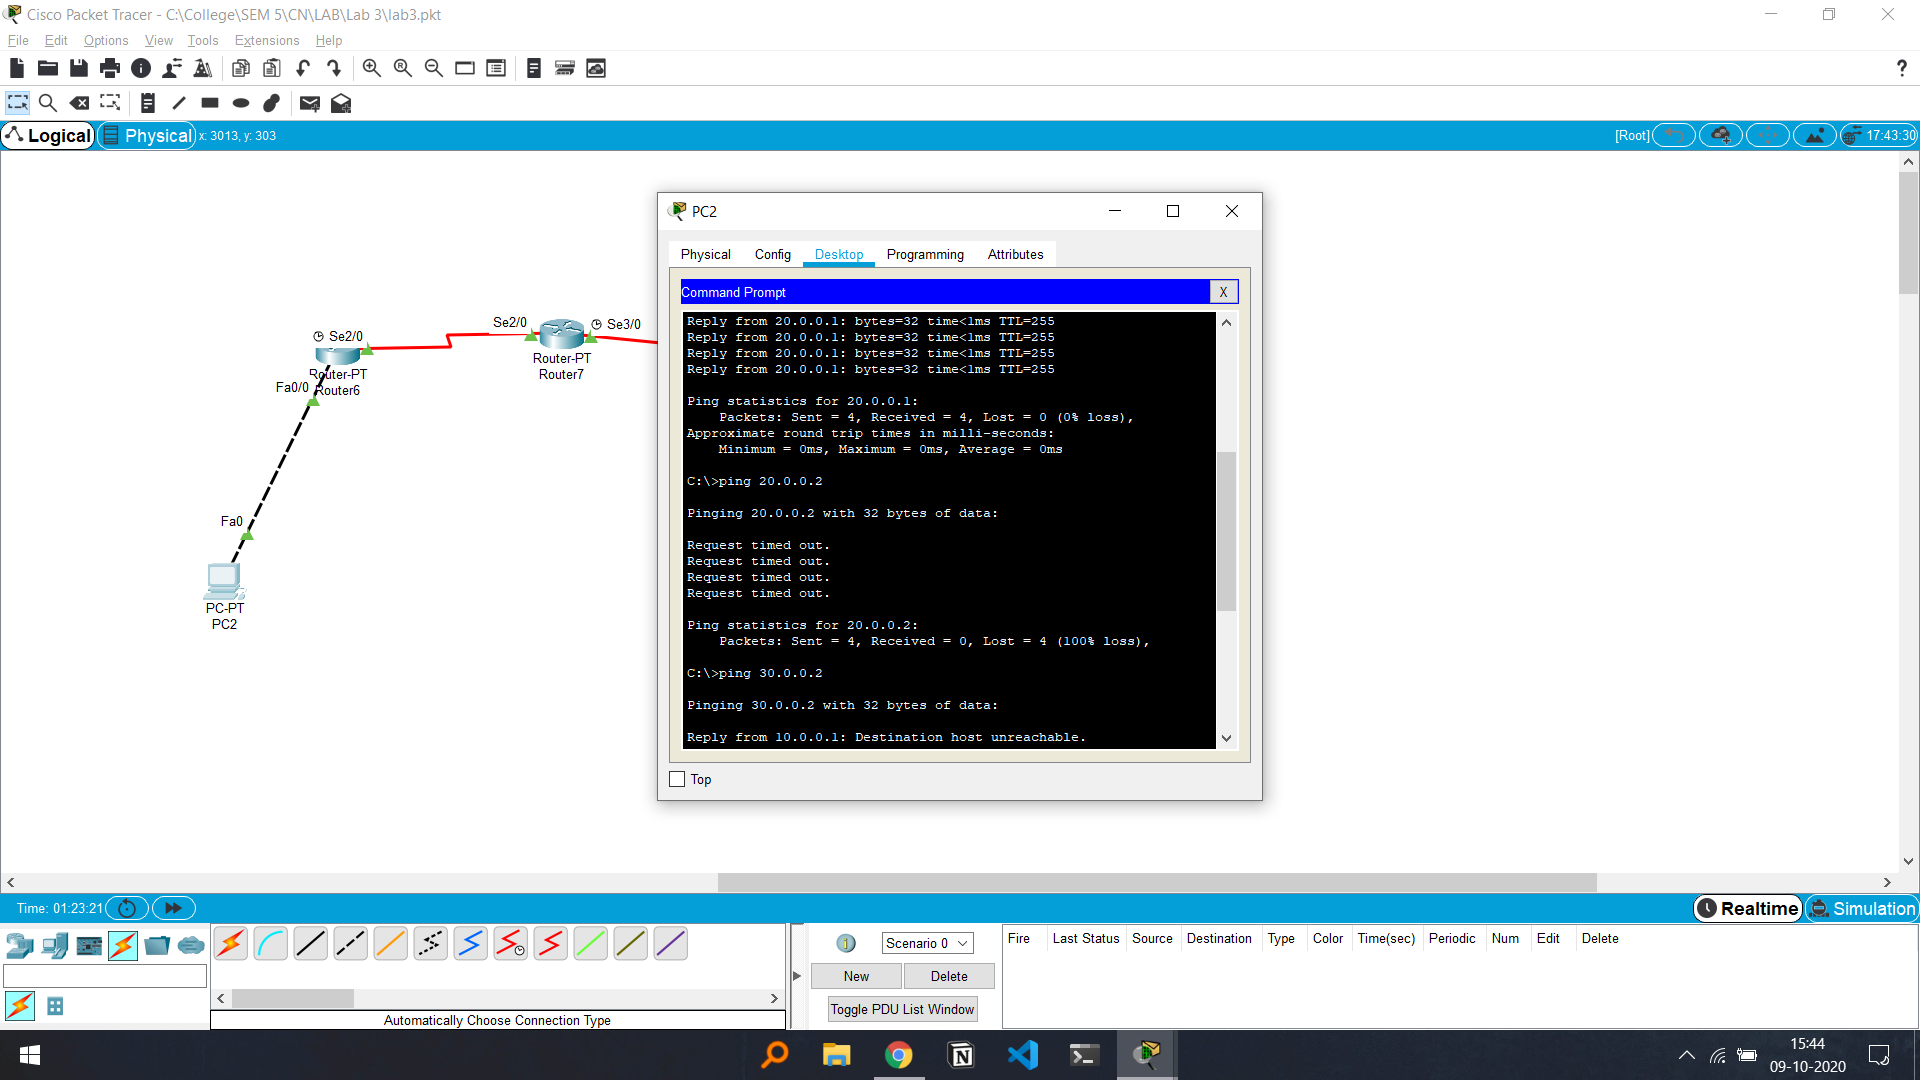 Cisco Packet Tracer - C:\College\SEM 5\CN\LAB\Lab 3\lab3.pkt
File Edit Options View Tools Extensions Help
?
Logical Physical x: 3013, y: 303 [Root] 17:43:30
PC2
Physical Config Desktop Programming Attributes
Command Prompt X
Reply from 20.0.0.1: bytes=32 time<1ms TTL=255
Reply from 20.0.0.1: bytes=32 time<1ms TTL=255
Reply from 20.0.0.1: bytes=32 time<1ms TTL=255
Reply from 20.0.0.1: bytes=32 time<1ms TTL=255
Ping statistics for 20.0.0.1:
Packets: Sent = 4, Received = 4, Lost = 0 (0% loss),
Approximate round trip times in milli-seconds:
Minimum = 0ms, Maximum = 0ms, Average = 0ms
C:\>ping 20.0.0.2
Pinging 20.0.0.2 with 32 bytes of data:
Request timed out.
Request timed out.
Request timed out.
Request timed out.
Ping statistics for 20.0.0.2:
Packets: Sent = 4, Received = 0, Lost = 4 (100% loss),
C:\>ping 30.0.0.2
Pinging 30.0.0.2 with 32 bytes of data:
Reply from 10.0.0.1: Destination host unreachable.
Top
Se2/0
Router-PT
Router6
Fa0/0
Fa0
PC-PT
PC2
Se2/0
Se3/0
Router-PT
Router7
Time: 01:23:21 Realtime Simulation
Automatically Choose Connection Type
1 Scenario 0
New Delete
Toggle PDU List Window
Fire Last Status Source Destination Type Color Time(sec) Periodic Num Edit Delete
15:44
09-10-2020